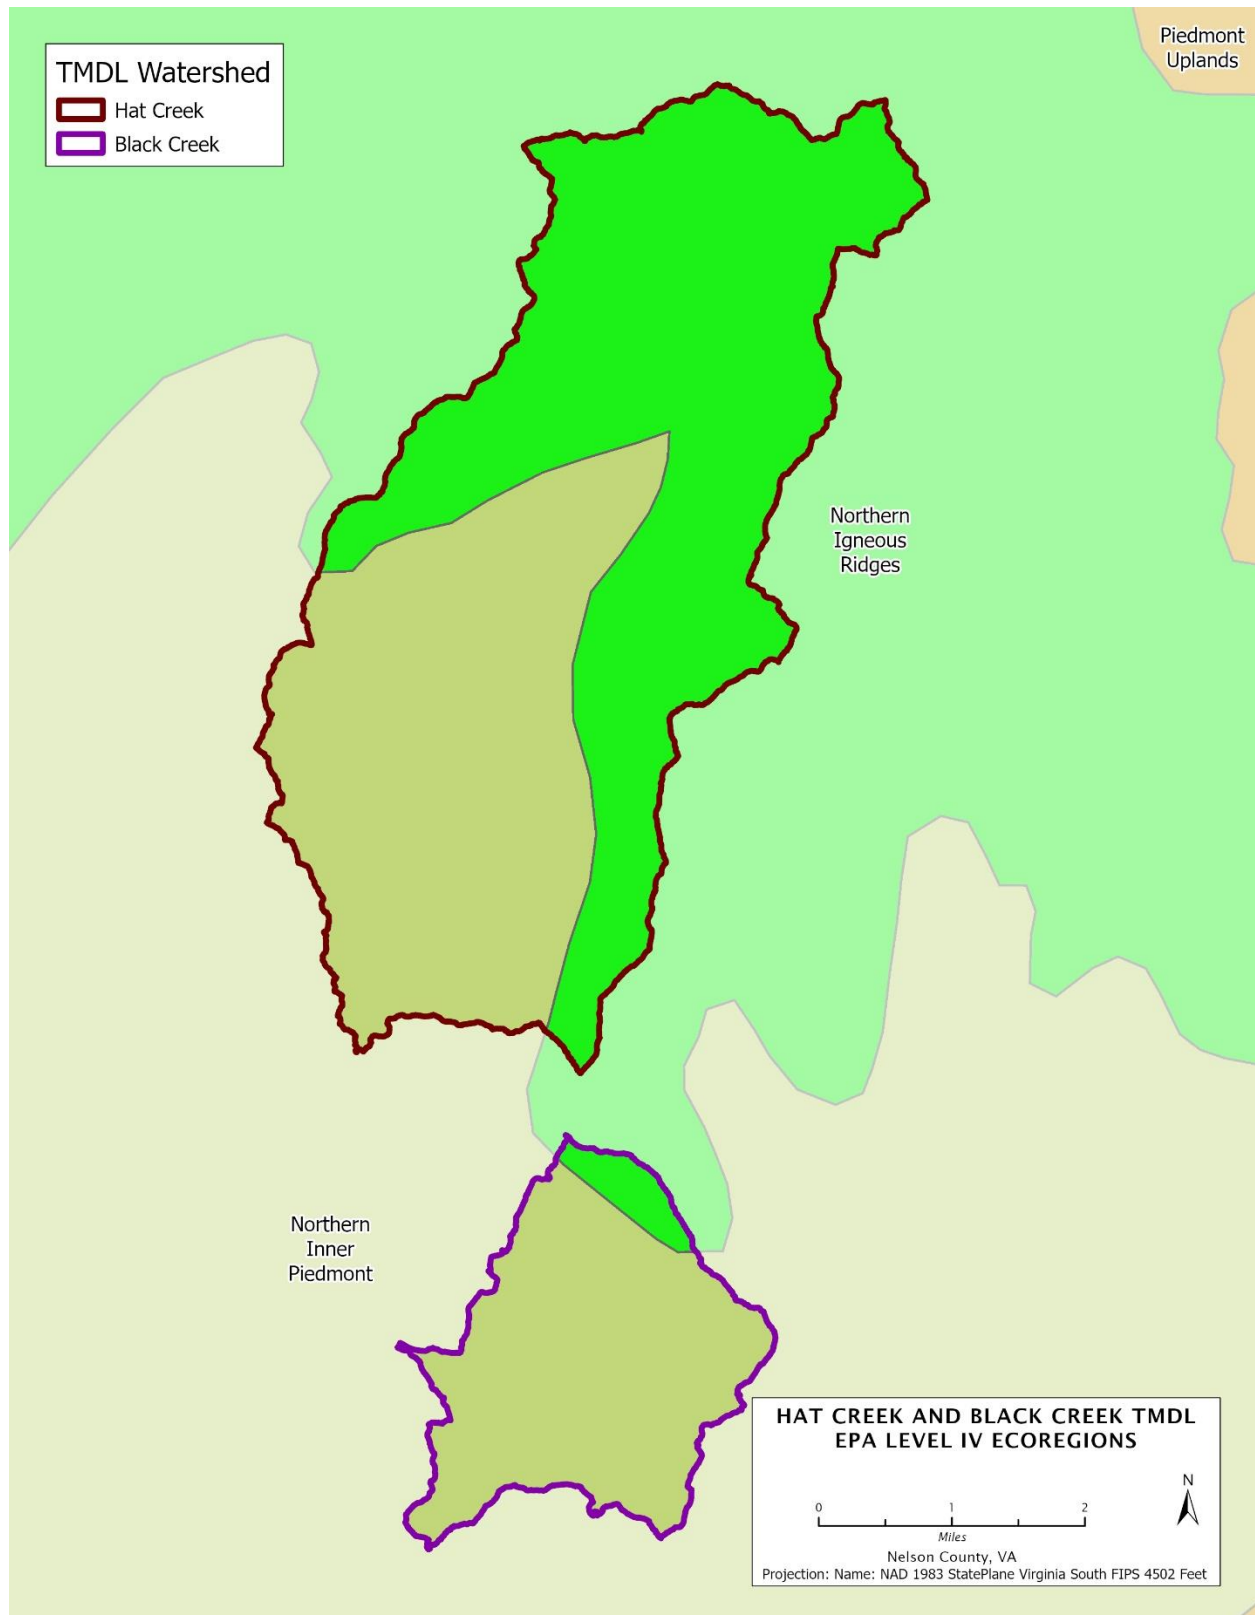 TMDL Watershed
Hat Creek
Black Creek
Piedmont
Uplands
Northern
Igneous
Ridges
Northern
Inner
Piedmont
HAT CREEK AND BLACK CREEK TMDL
EPA LEVEL IV ECOREGIONS
N
0 1 2
Miles
Nelson County, VA
Projection: Name: NAD 1983 StatePlane Virginia South FIPS 4502 Feet